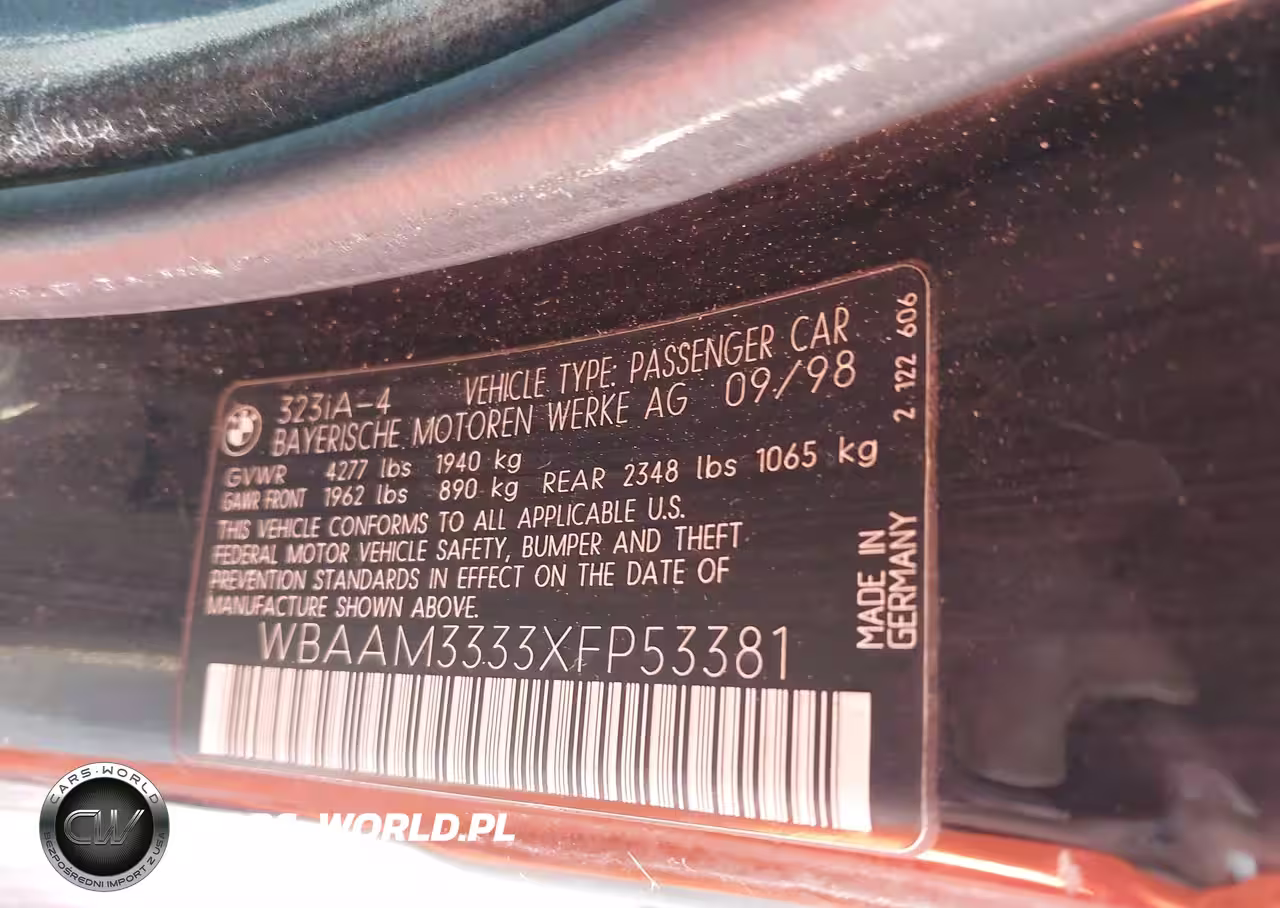 323iA-4 VEHICLE TYPE: PASSENGER CAR
BAYERISCHE MOTOREN WERKE AG 09/98
GVWR 4277 lbs 1940 kg
GAWR FRONT 1962 lbs 890 kg REAR 2348 lbs 1065 kg
THIS VEHICLE CONFORMS TO ALL APPLICABLE U.S.
FEDERAL MOTOR VEHICLE SAFETY, BUMPER AND THEFT
PREVENTION STANDARDS IN EFFECT ON THE DATE OF
MANUFACTURE SHOWN ABOVE.
WBAAM3333XFP53381
2 122 606
MADE IN
GERMANY
CARS-WORLD
CW
BEZPOŚREDNI IMPORT Z USA
CARS-WORLD.PL